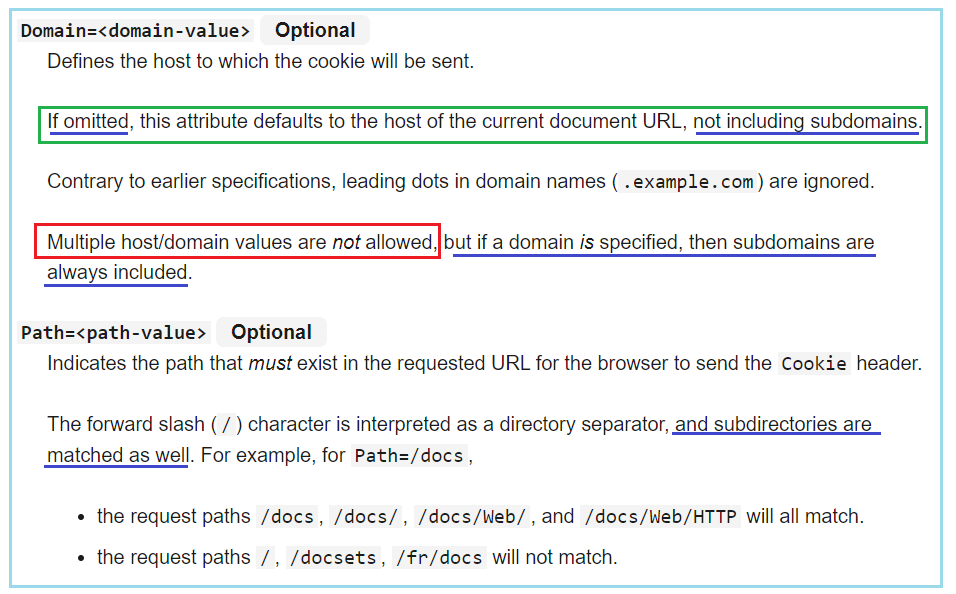 Domain=<domain-value> Optional
Defines the host to which the cookie will be sent.
If omitted, this attribute defaults to the host of the current document URL, not including subdomains.
Contrary to earlier specifications, leading dots in domain names (.example.com) are ignored.
Multiple host/domain values are not allowed, but if a domain is specified, then subdomains are
always included.
Path=<path-value> Optional
Indicates the path that must exist in the requested URL for the browser to send the Cookie header.
The forward slash (/) character is interpreted as a directory separator, and subdirectories are
matched as well. For example, for Path=/docs,
• the request paths /docs, /docs/, /docs/Web/, and /docs/Web/HTTP will all match.
• the request paths /, /docsets, /fr/docs will not match.